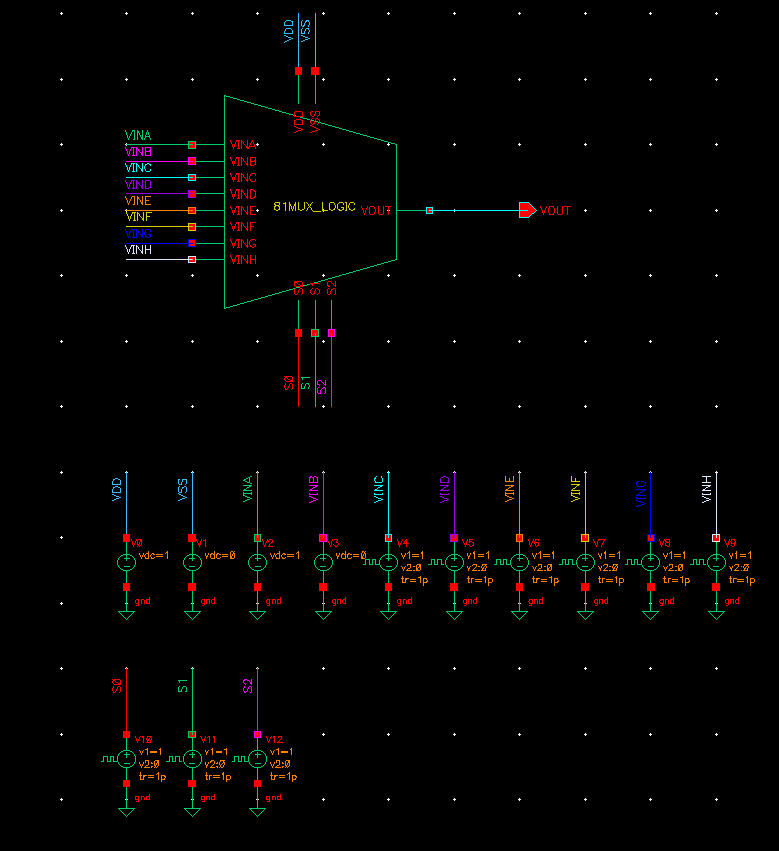 VDD
VSS
VDD
VSS
VINA
VINB
VINC
VIND
VINE
VINF
VING
VINH
VINA
VINB
VINC
VIND
VINE
VINF
VING
VINH
81MUX_LOGIC
VOUT
VOUT
S0
S1
S2
S0
S1
S2
VDD
VSS
VINA
VINB
VINC
VIND
VINE
VINF
VING
VINH
V0
V1
V2
V3
V4
V5
V6
V7
V8
V9
vdc=1
vdc=0
vdc=1
vdc=0
v1=1
v1=1
v1=1
v1=1
v1=1
v1=1
v2:0
v2:0
v2:0
v2:0
v2:0
v2:0
tr=1p
tr=1p
tr=1p
tr=1p
tr=1p
tr=1p
gnd
gnd
gnd
gnd
gnd
gnd
gnd
gnd
gnd
gnd
S0
S1
S2
V10
V11
V12
v1=1
v1=1
v1=1
v2:0
v2:0
v2:0
tr=1p
tr=1p
tr=1p
gnd
gnd
gnd